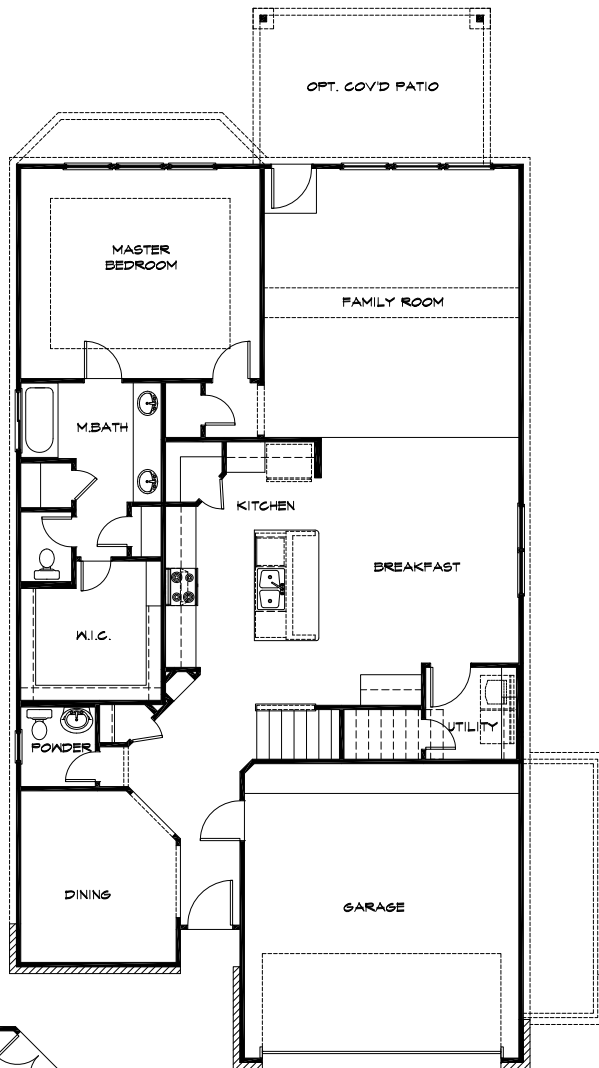 OPT. COV'D PATIO
MASTER
BEDROOM
FAMILY ROOM
M.BATH
KITCHEN
BREAKFAST
W.I.C.
UTILITY
POWDER
DINING
GARAGE